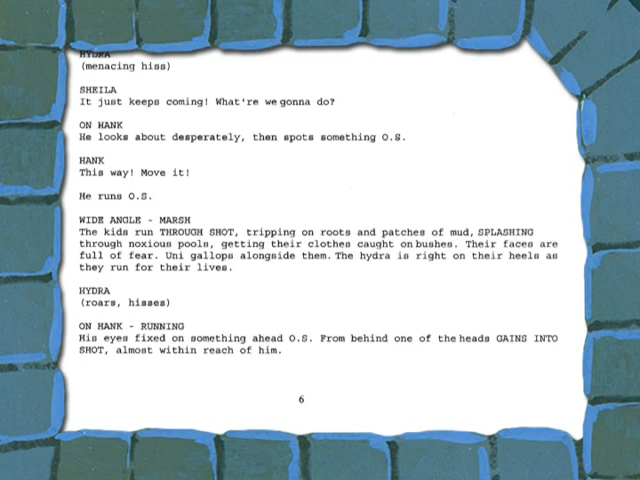 HYDRA
(menacing hiss)
SHEILA
It just keeps coming! What're we gonna do?
ON HANK
He looks about desperately, then spots something O.S.
HANK
This way! Move it!
He runs O.S.
WIDE ANGLE - MARSH
The kids run THROUGH SHOT, tripping on roots and patches of mud, SPLASHING
through noxious pools, getting their clothes caught on bushes. Their faces are
full of fear. Uni gallops alongside them. The hydra is right on their heels as
they run for their lives.
HYDRA
(roars, hisses)
ON HANK - RUNNING
His eyes fixed on something ahead O.S. From behind one of the heads GAINS INTO
SHOT, almost within reach of him.
6